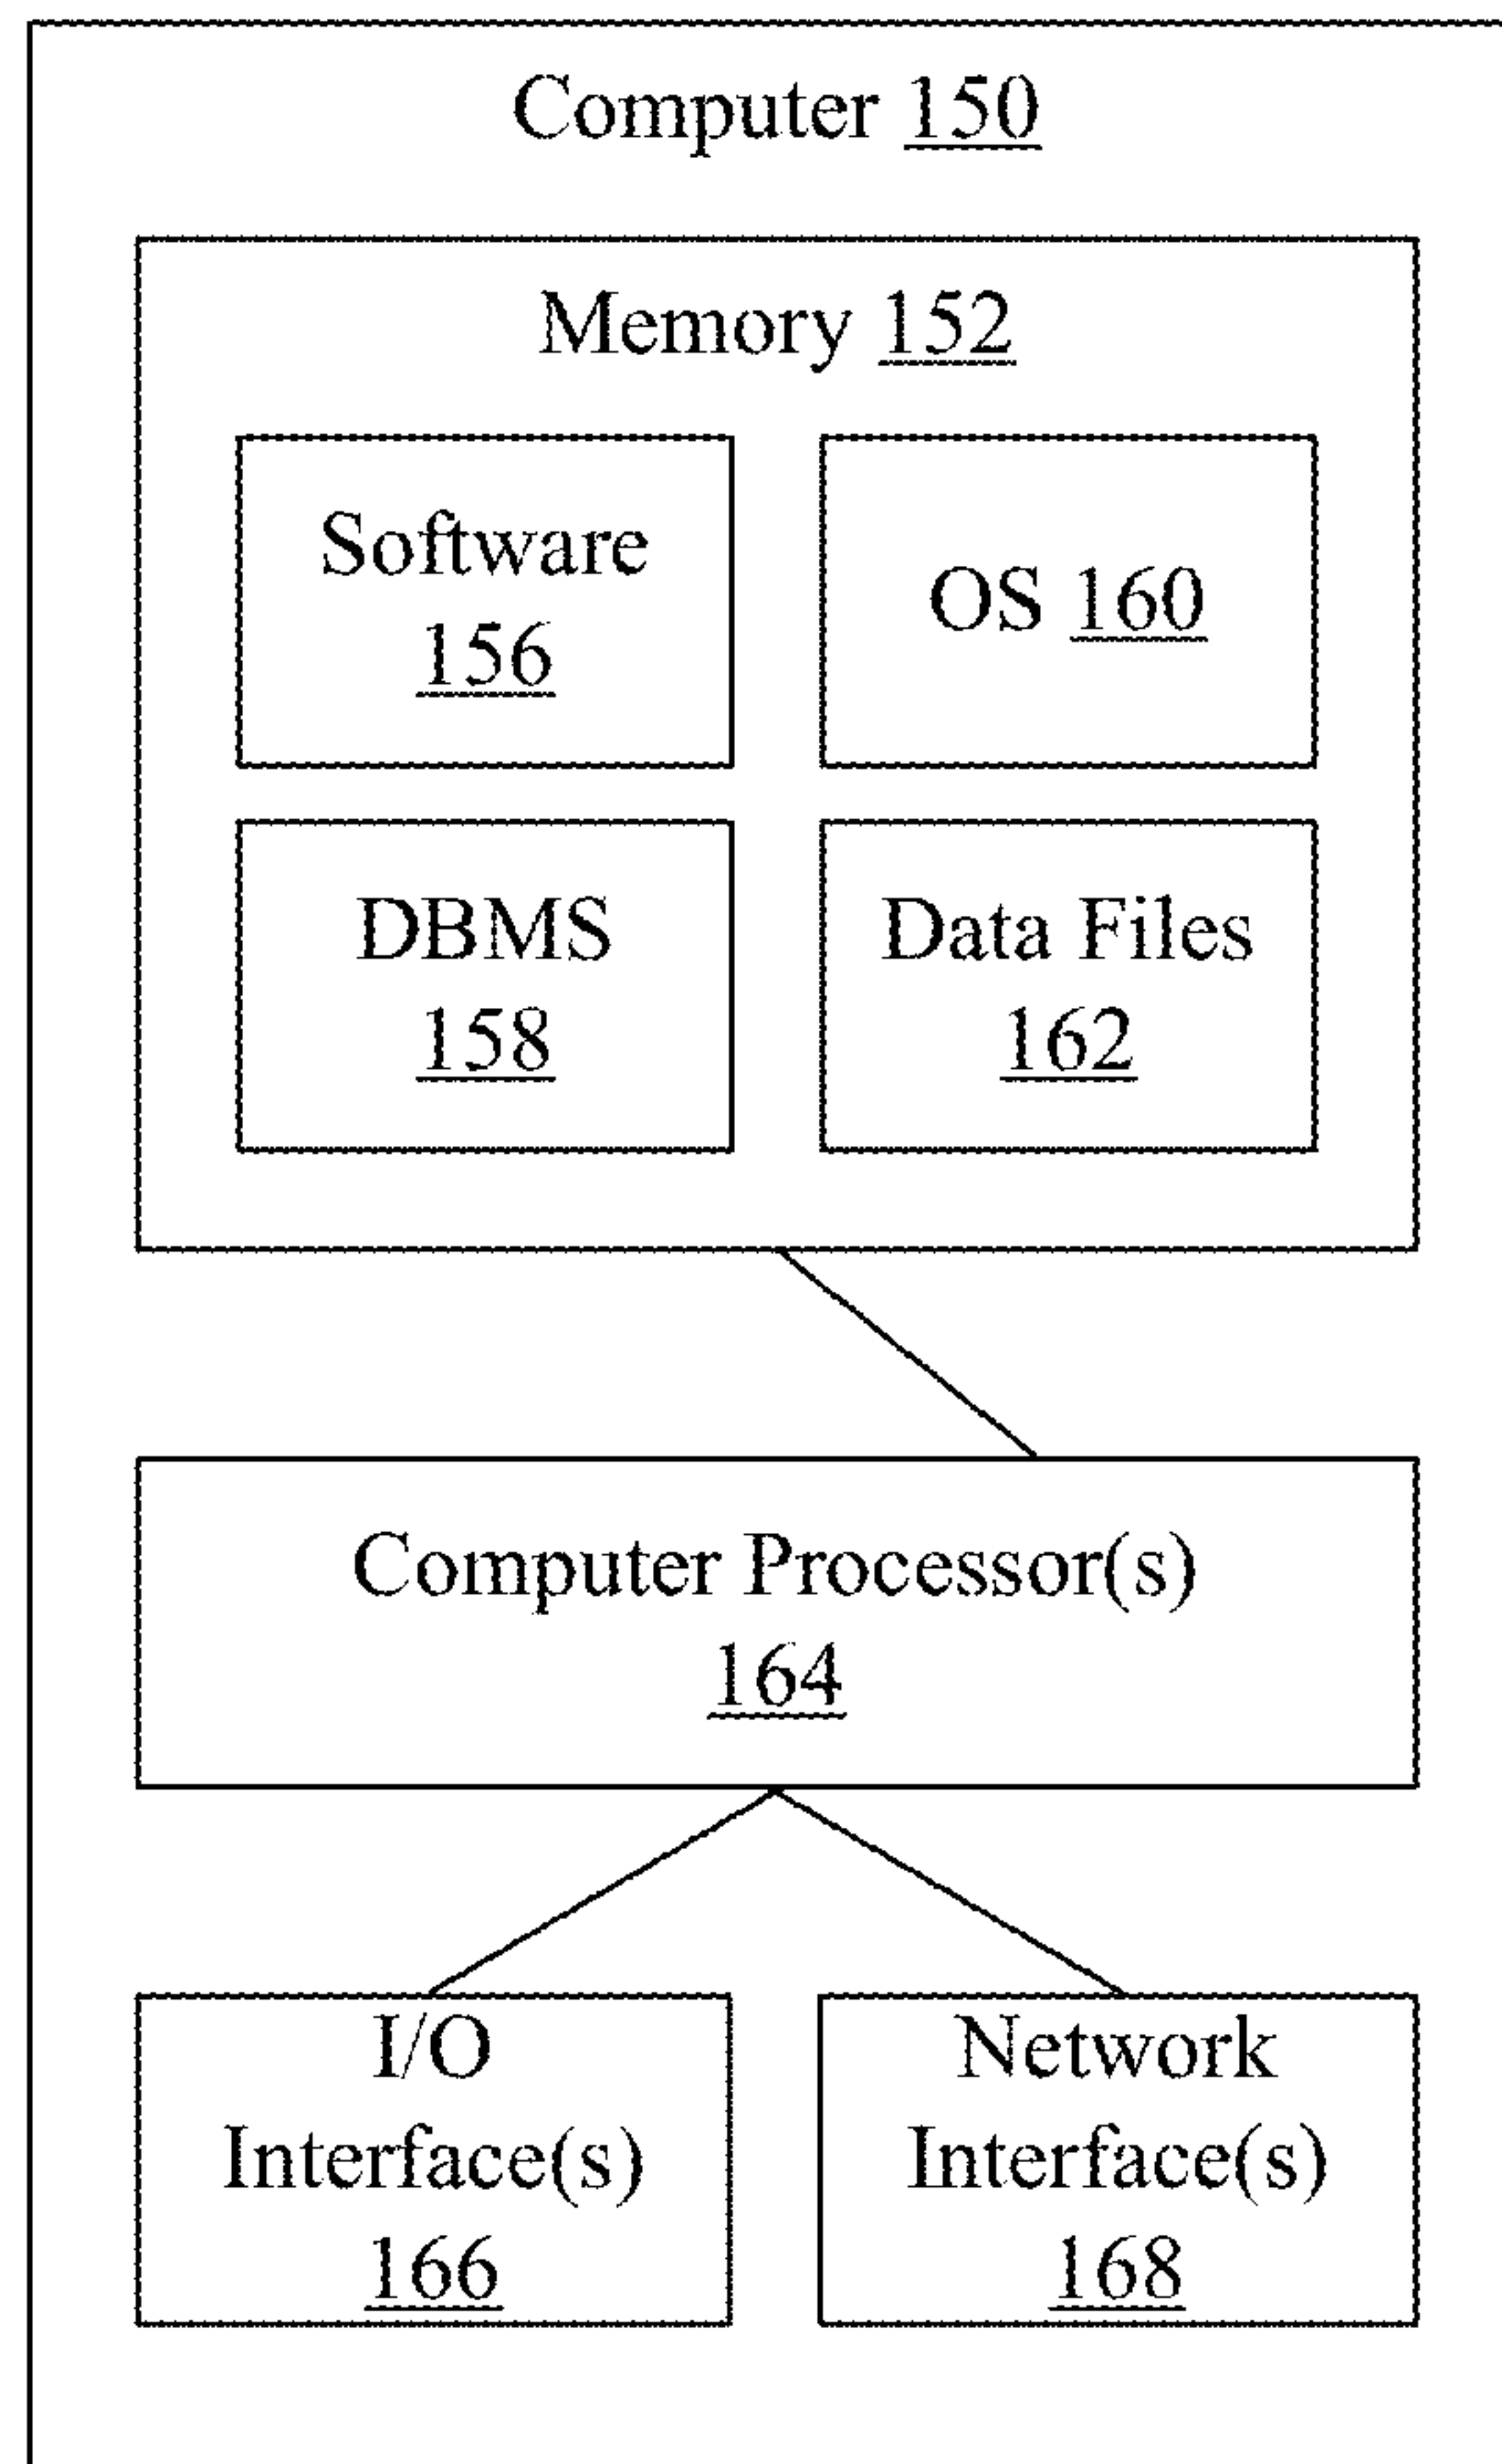 Computer 150
Memory 152
Software
156
OS 160
DBMS
158
Data Files
162
Computer Processor(s)
164
I/O
Interface(s)
166
Network
Interface(s)
168